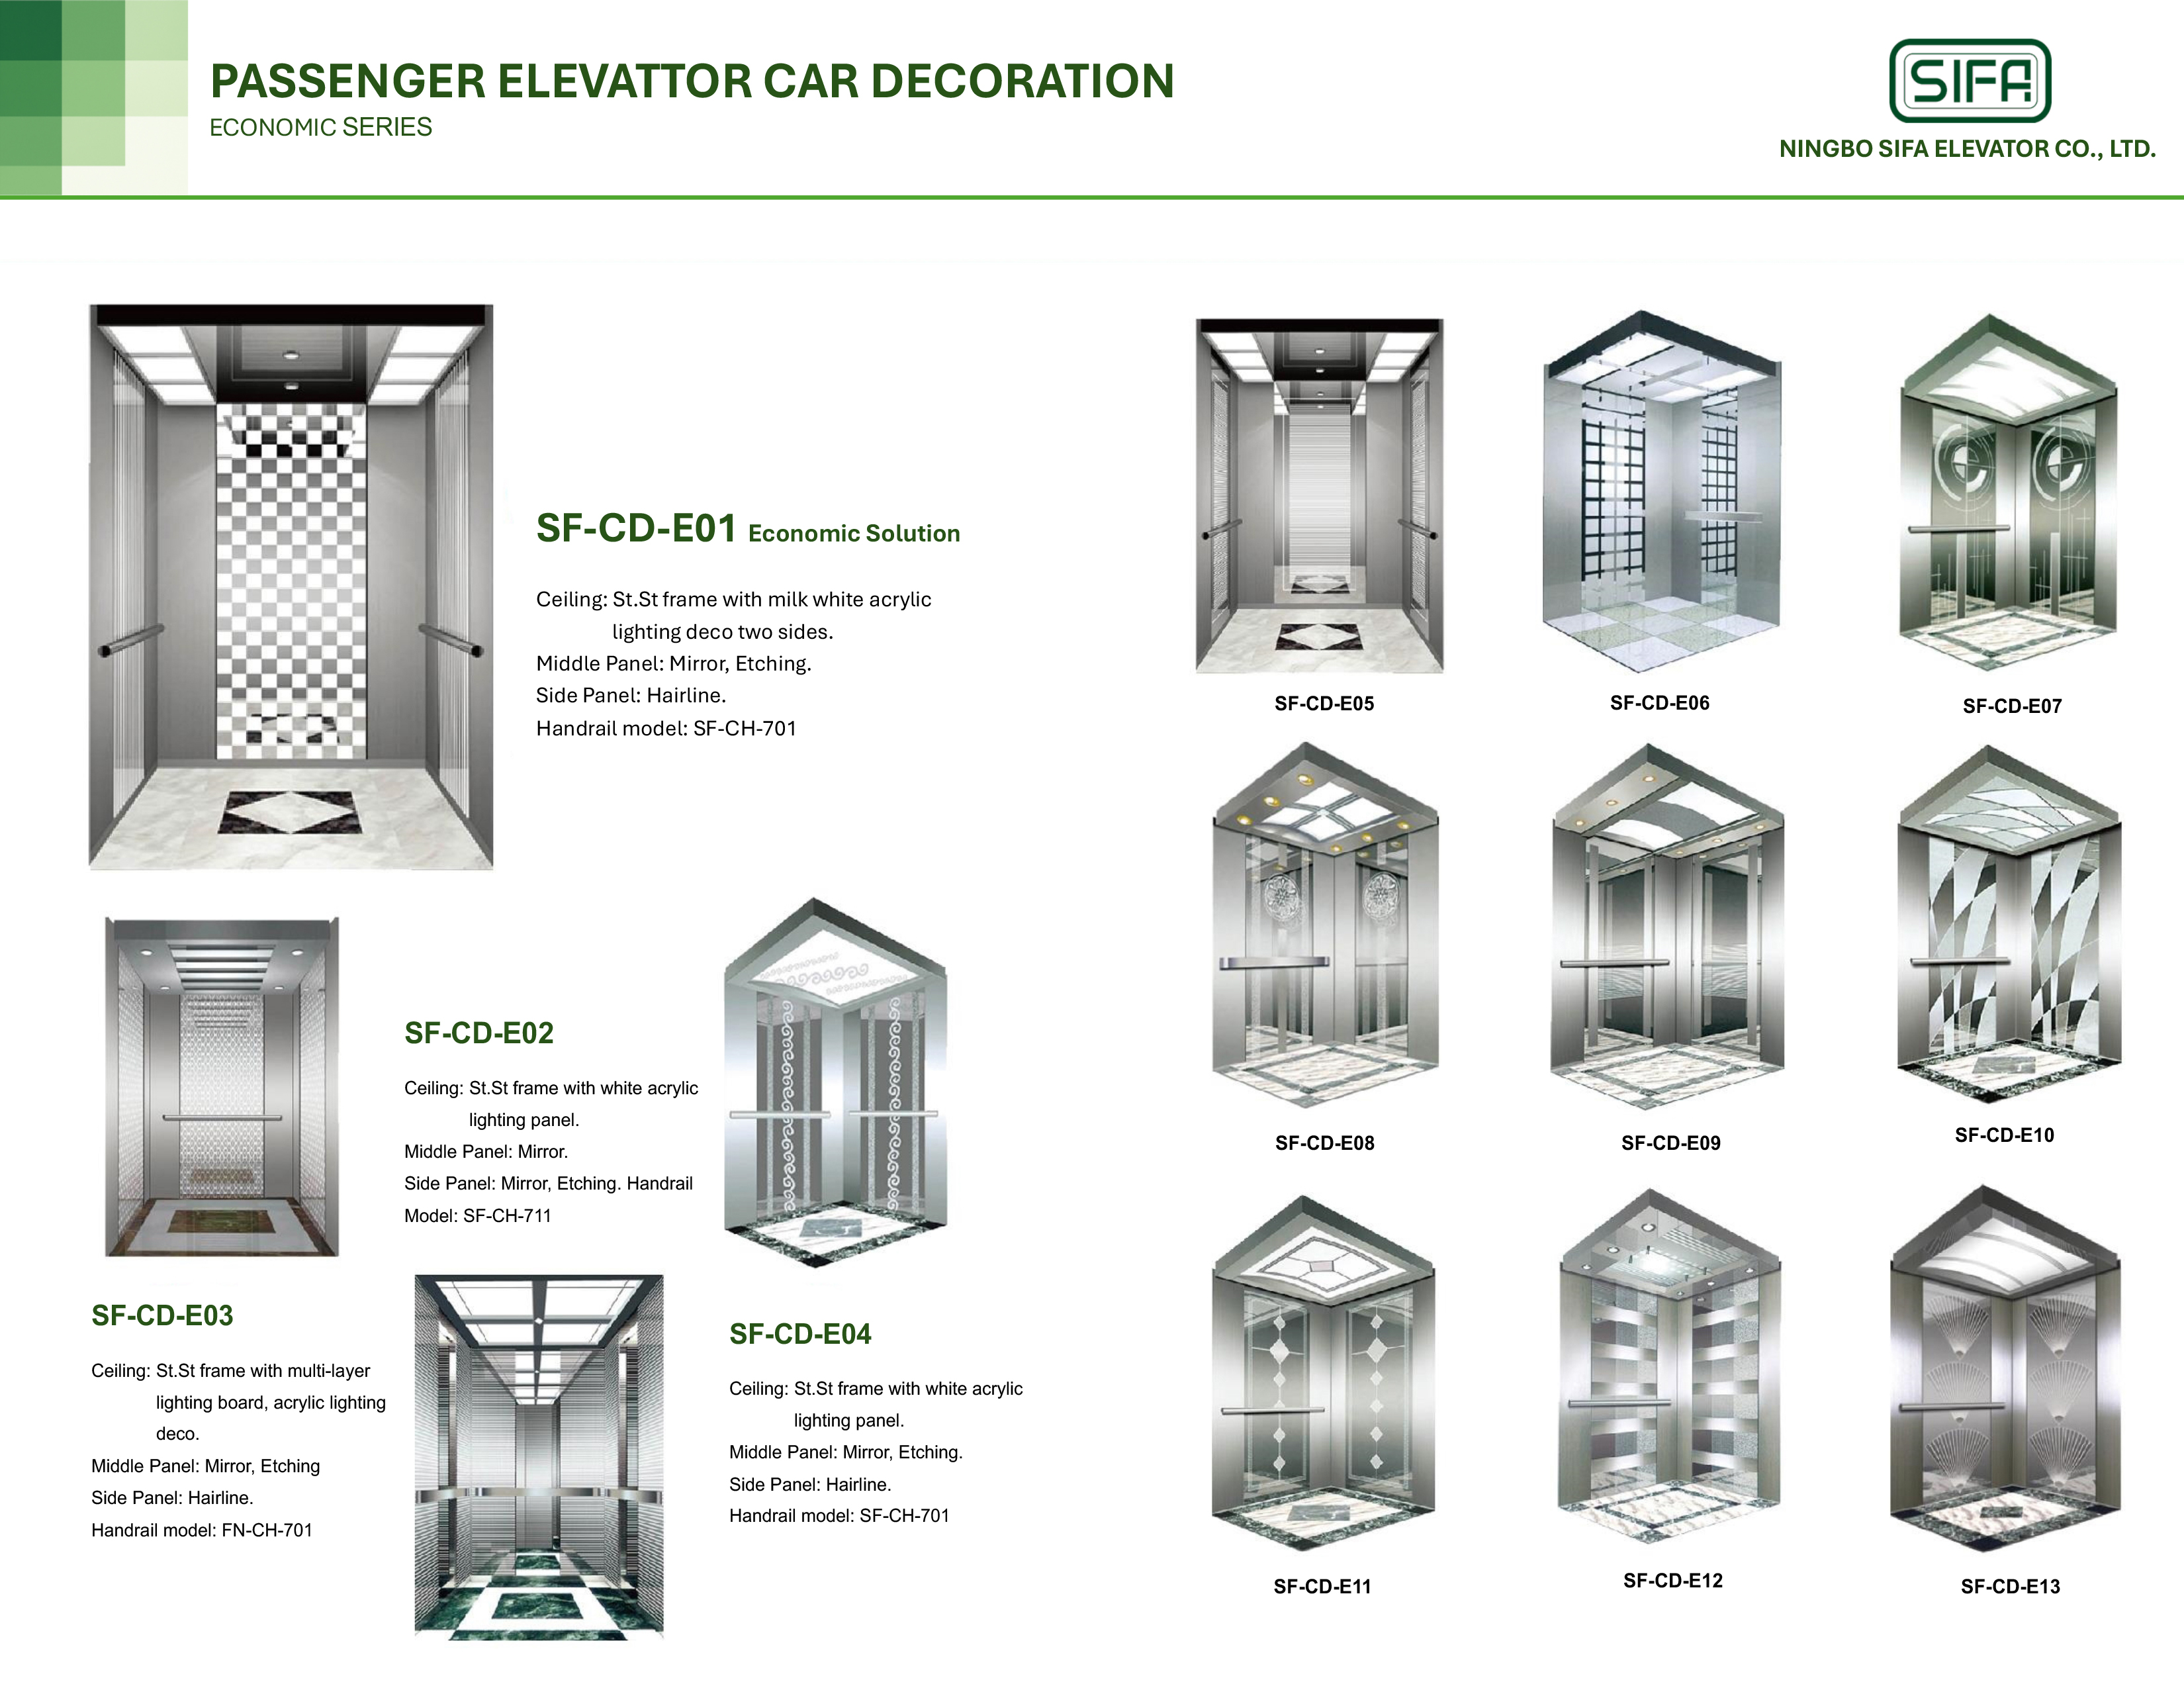 PASSENGER ELEVATTOR CAR DECORATION
ECONOMIC SERIES
SIFA
NINGBO SIFA ELEVATOR CO., LTD.
SF-CD-E01 Economic Solution
Ceiling: St.St frame with milk white acrylic
lighting deco two sides.
Middle Panel: Mirror, Etching.
Side Panel: Hairline.
Handrail model: SF-CH-701
SF-CD-E02
Ceiling: St.St frame with white acrylic
lighting panel.
Middle Panel: Mirror.
Side Panel: Mirror, Etching. Handrail
Model: SF-CH-711
SF-CD-E03
Ceiling: St.St frame with multi-layer
lighting board, acrylic lighting
deco.
Middle Panel: Mirror, Etching
Side Panel: Hairline.
Handrail model: FN-CH-701
SF-CD-E04
Ceiling: St.St frame with white acrylic
lighting panel.
Middle Panel: Mirror, Etching.
Side Panel: Hairline.
Handrail model: SF-CH-701
SF-CD-E05
SF-CD-E06
SF-CD-E07
SF-CD-E08
SF-CD-E09
SF-CD-E10
SF-CD-E11
SF-CD-E12
SF-CD-E13